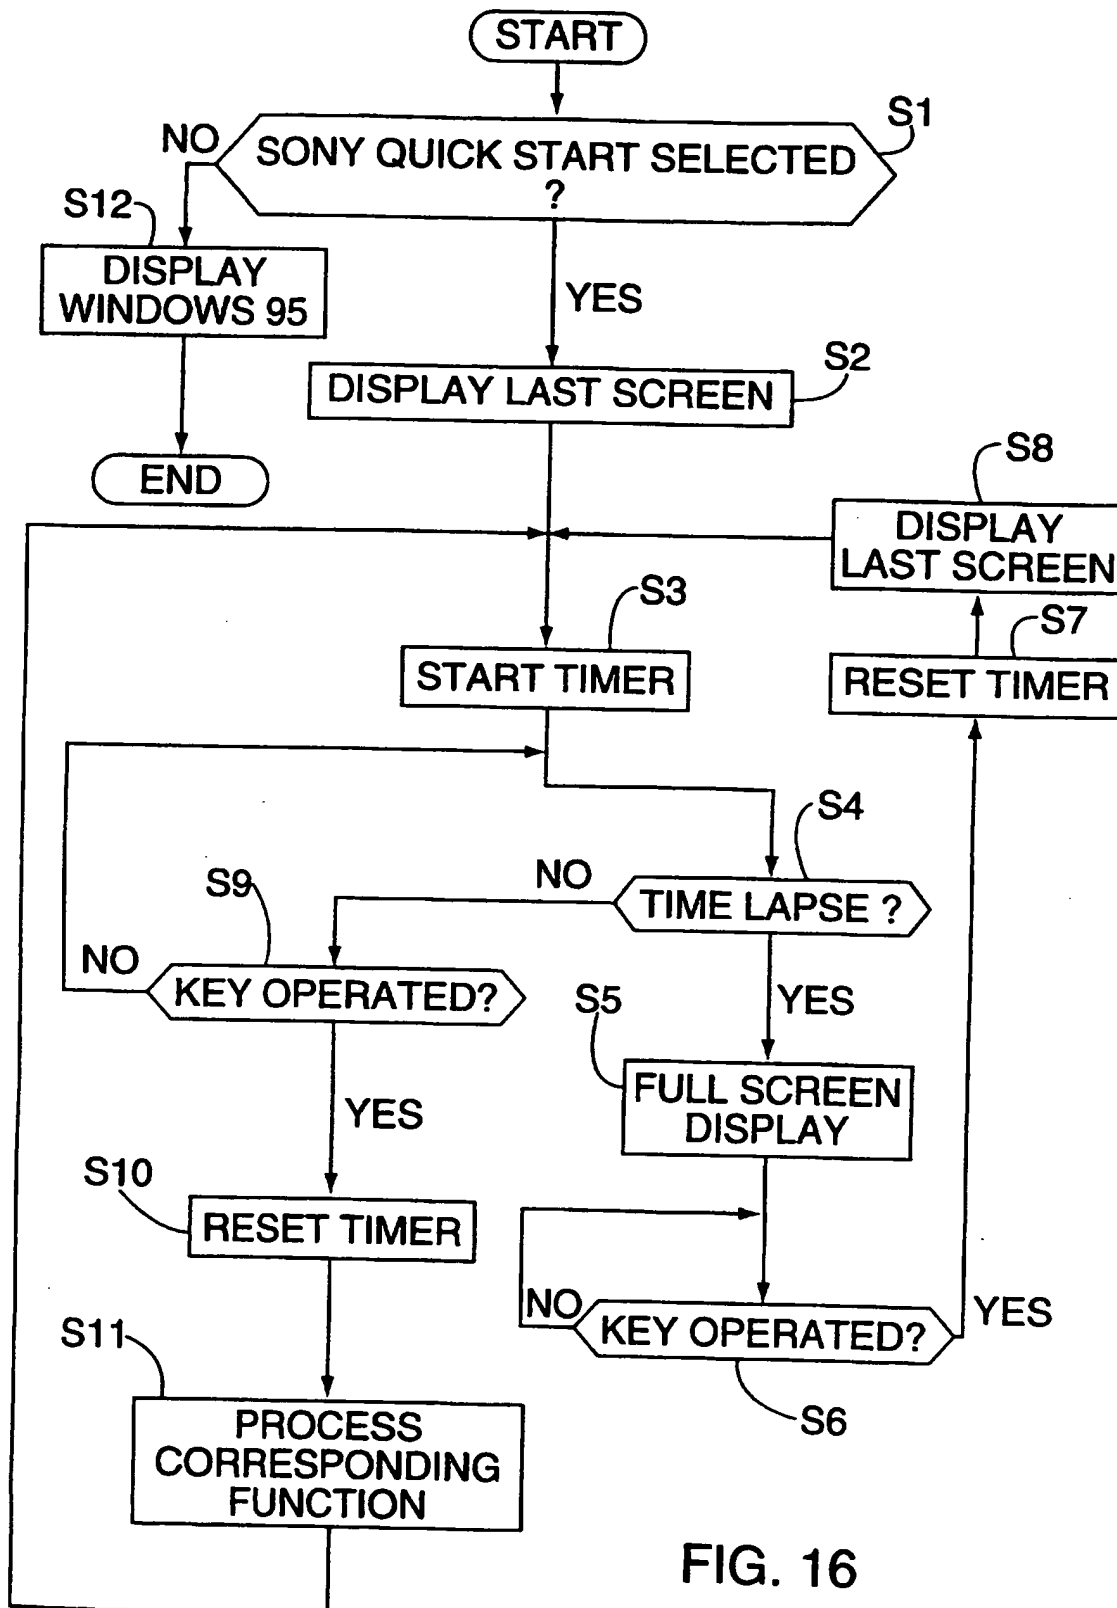 START
S1
NO
SONY QUICK START SELECTED
?
S12
DISPLAY
WINDOWS 95
YES
S2
DISPLAY LAST SCREEN
END
S8
DISPLAY
LAST SCREEN
S3
S7
START TIMER
RESET TIMER
S4
NO
TIME LAPSE ?
S9
NO
KEY OPERATED?
YES
S5
FULL SCREEN
DISPLAY
YES
S10
RESET TIMER
NO
KEY OPERATED?
YES
S6
S11
PROCESS
CORRESPONDING
FUNCTION
FIG. 16